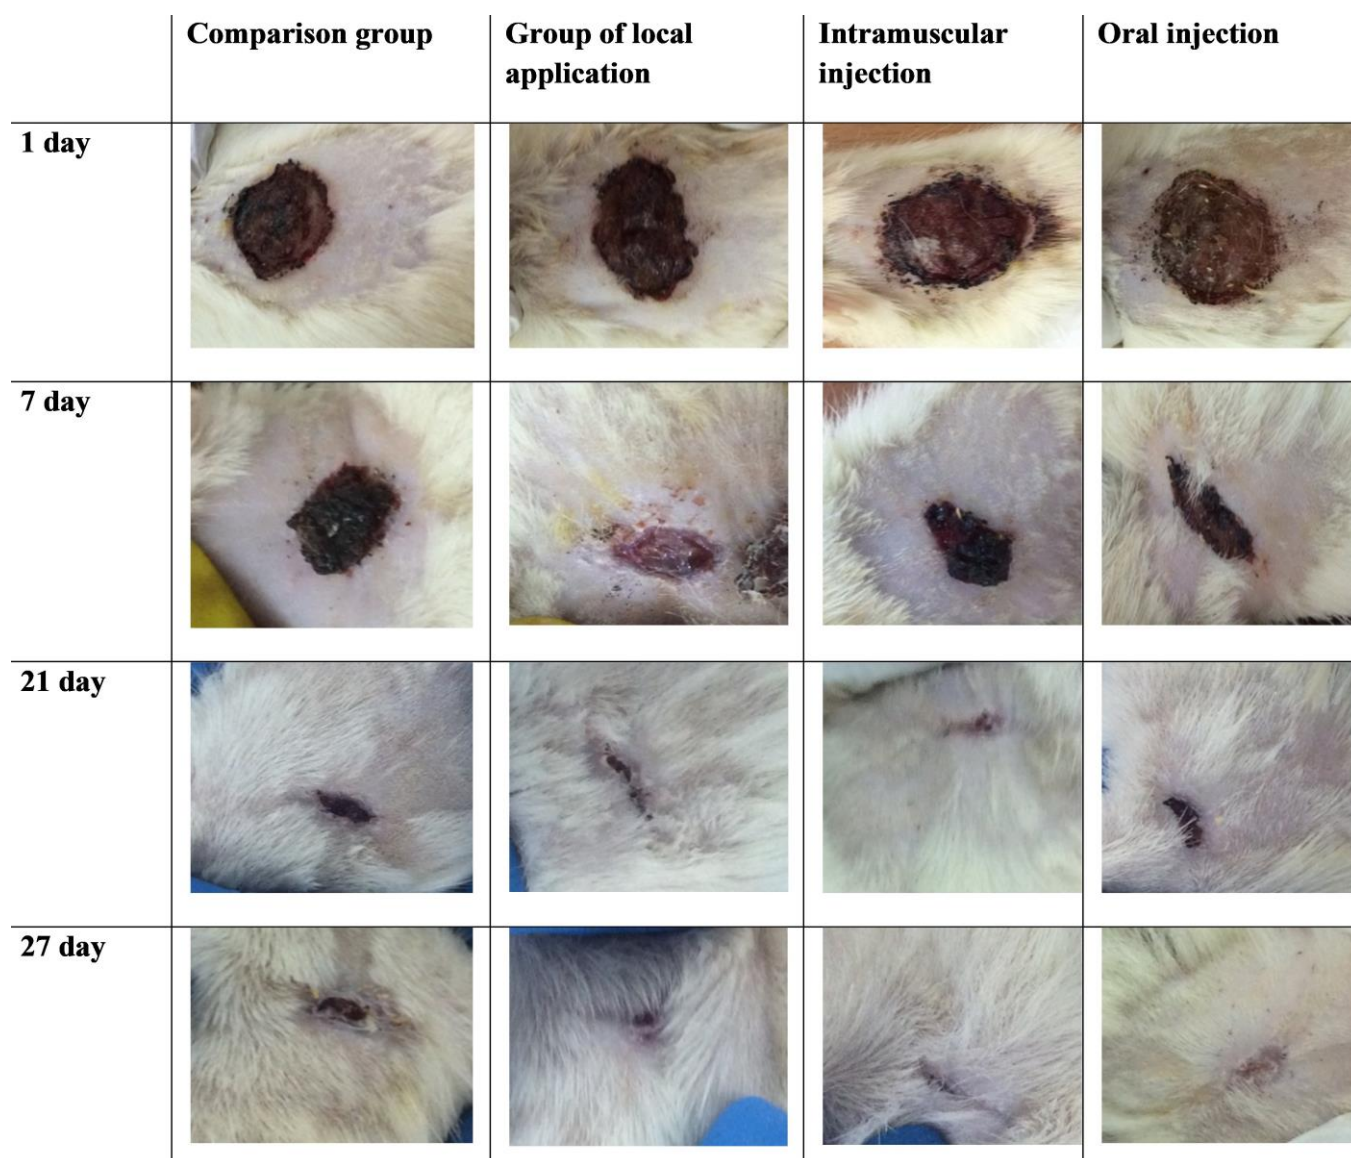 Comparison group
Group of local
application
Intramuscular
injection
Oral injection
1 day
7 day
21 day
27 day